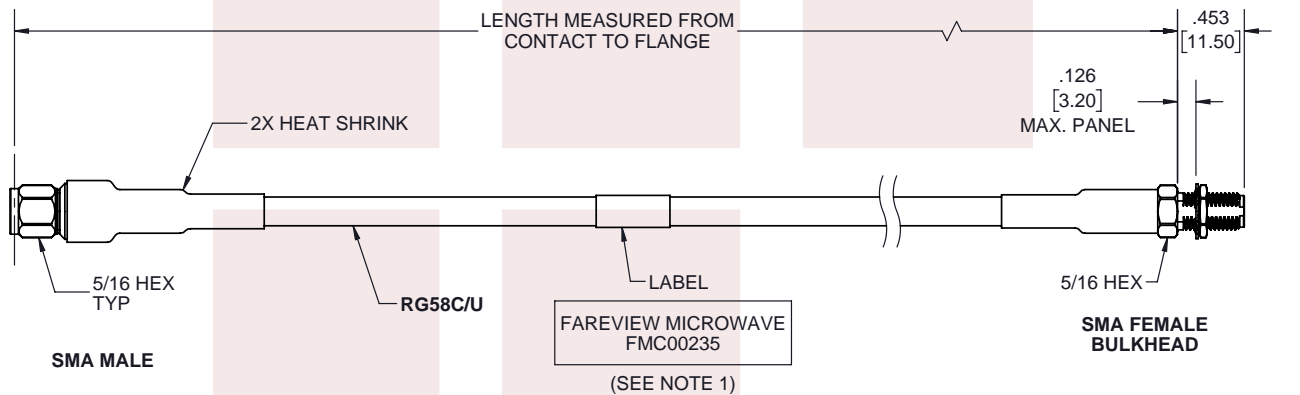 LENGTH MEASURED FROM
CONTACT TO FLANGE
.453
[11.50]
.126
[3.20]
MAX. PANEL
2X HEAT SHRINK
5/16 HEX
TYP
RG58C/U
LABEL
5/16 HEX
FAREVIEW MICROWAVE
FMC00235
(SEE NOTE 1)
SMA MALE
SMA FEMALE
BULKHEAD